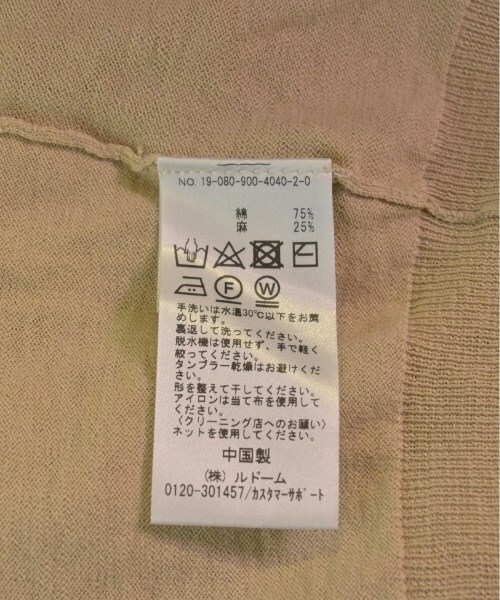 NO 19-080-900-4040-2-0
綿 75%
麻 25%
F W
手洗いは水温30℃以下をお薦
めします。
裏返して洗ってください。
脱水機は使用せず、手で軽く
絞ってください。
タンブラー乾燥はお避けくださ
い。
形を整えて干してください。
アイロンは当て布を使用して
ください。
〈クリーニング店へのお願い〉
ネットを使用してください。
中国製
(株) ルドーム
0120-301457/カスタマーサポート